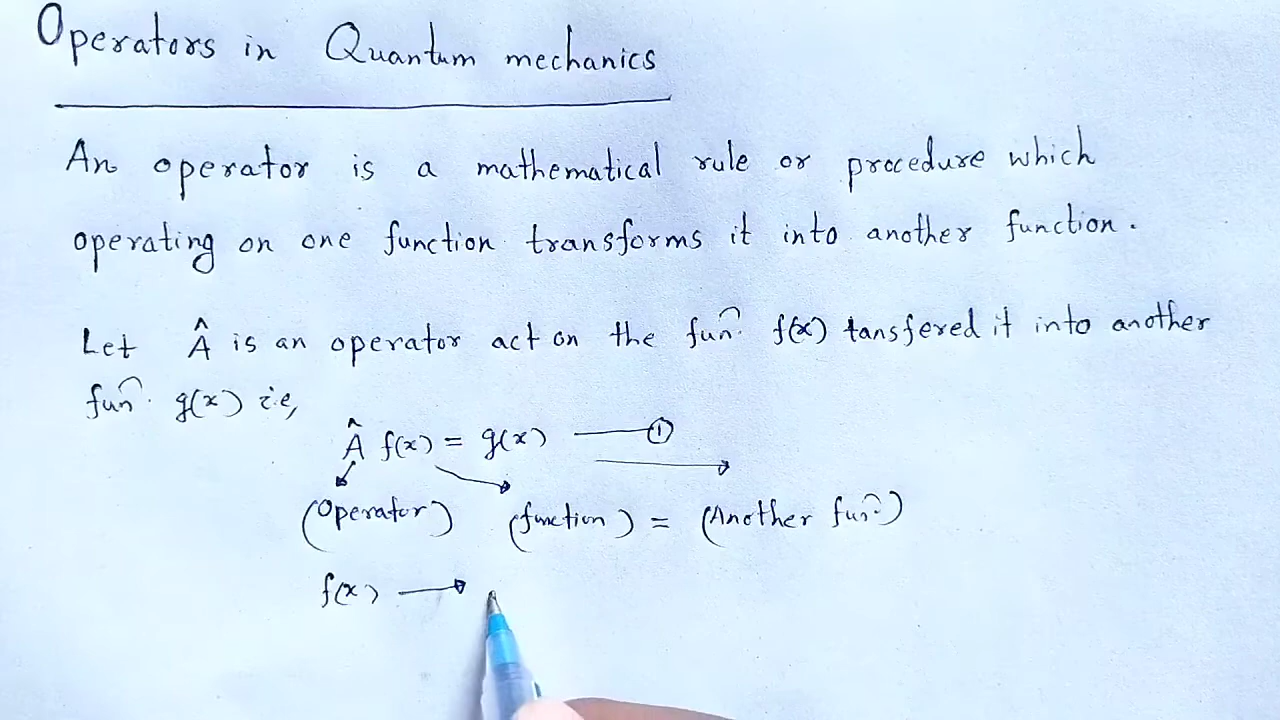 Operators in Quantum mechanics
An operator is a mathematical rule or procedure which
operating on one function transforms it into another function.
Let Â is an operator act on the fun. f(x) tansfered it into another
fun. g(x) i.e,
Â f(x) = g(x) —— ①
(Operator) (function) = (Another fun.)
f(x) →